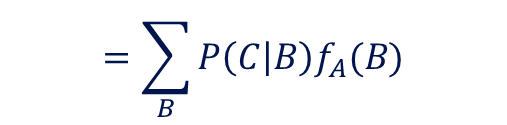 = ∑_B P(C|B)f_A(B)